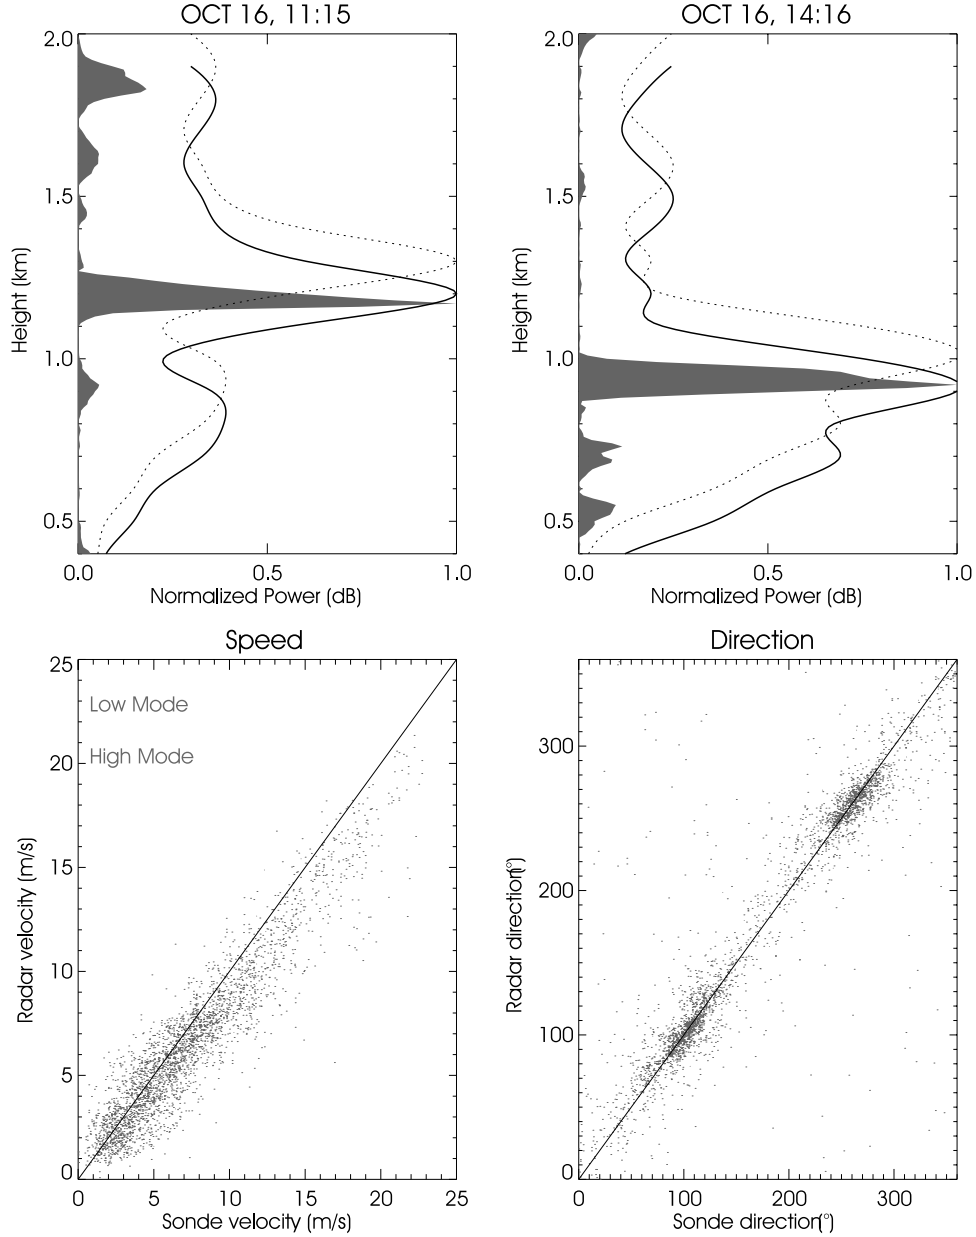 OCT 16, 11:15
OCT 16, 14:16
2.0
1.5
1.0
0.5
Height (km)
0.0 0.5 1.0
Normalized Power (dB)
2.0
1.5
1.0
0.5
Height (km)
0.0 0.5 1.0
Normalized Power (dB)
Speed
Direction
25
20
15
10
5
0
Radar velocity (m/s)
Low Mode
High Mode
0 5 10 15 20 25
Sonde velocity (m/s)
300
200
100
0
Radar direction(°)
0 100 200 300
Sonde direction(°)